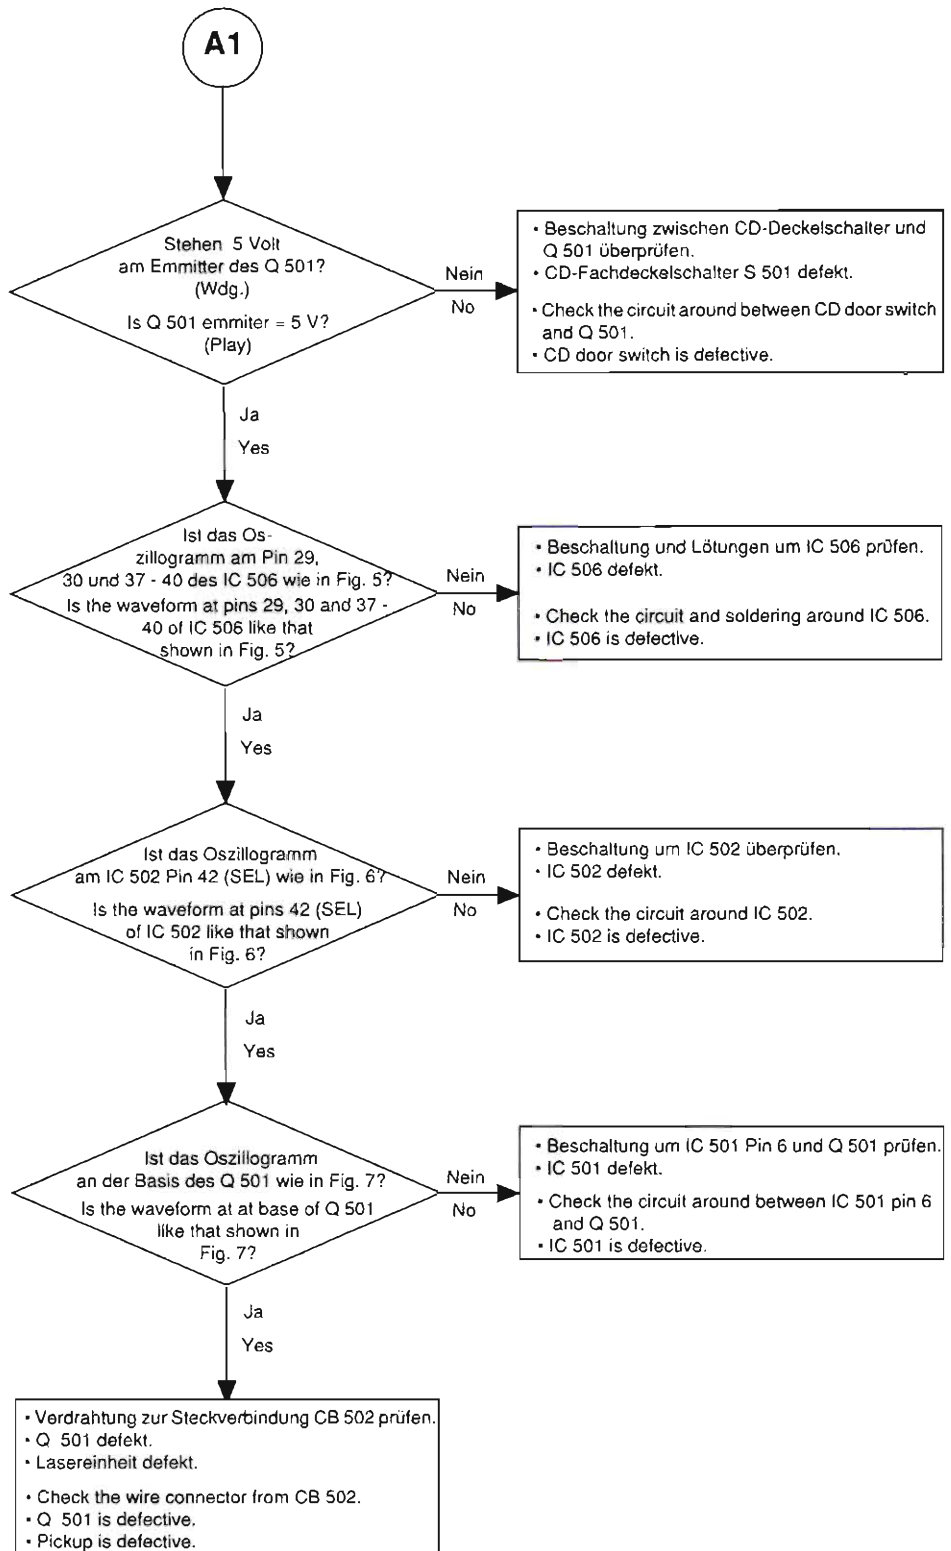 A1
Stehen 5 Volt
am Emmitter des Q 501?
(Wdg.)
Is Q 501 emmiter = 5 V?
(Play)
Nein
No
• Beschaltung zwischen CD-Deckelschalter und
Q 501 überprüfen.
• CD-Fachdeckelschalter S 501 defekt.
• Check the circuit around between CD door switch
and Q 501.
• CD door switch is defective.
Ja
Yes
Ist das Os-
zillogramm am Pin 29,
30 und 37 - 40 des IC 506 wie in Fig. 5?
Is the waveform at pins 29, 30 and 37 -
40 of IC 506 like that
shown in Fig. 5?
Nein
No
• Beschaltung und Lötungen um IC 506 prüfen.
• IC 506 defekt.
• Check the circuit and soldering around IC 506.
• IC 506 is defective.
Ja
Yes
Ist das Oszillogramm
am IC 502 Pin 42 (SEL) wie in Fig. 6?
Is the waveform at pins 42 (SEL)
of IC 502 like that shown
in Fig. 6?
Nein
No
• Beschaltung um IC 502 überprüfen.
• IC 502 defekt.
• Check the circuit around IC 502.
• IC 502 is defective.
Ja
Yes
Ist das Oszillogramm
an der Basis des Q 501 wie in Fig. 7?
Is the waveform at at base of Q 501
like that shown in
Fig. 7?
Nein
No
• Beschaltung um IC 501 Pin 6 und Q 501 prüfen.
• IC 501 defekt.
• Check the circuit around between IC 501 pin 6
and Q 501.
• IC 501 is defective.
Ja
Yes
• Verdrahtung zur Steckverbindung CB 502 prüfen.
• Q 501 defekt.
• Lasereinheit defekt.
• Check the wire connector from CB 502.
• Q 501 is defective.
• Pickup is defective.